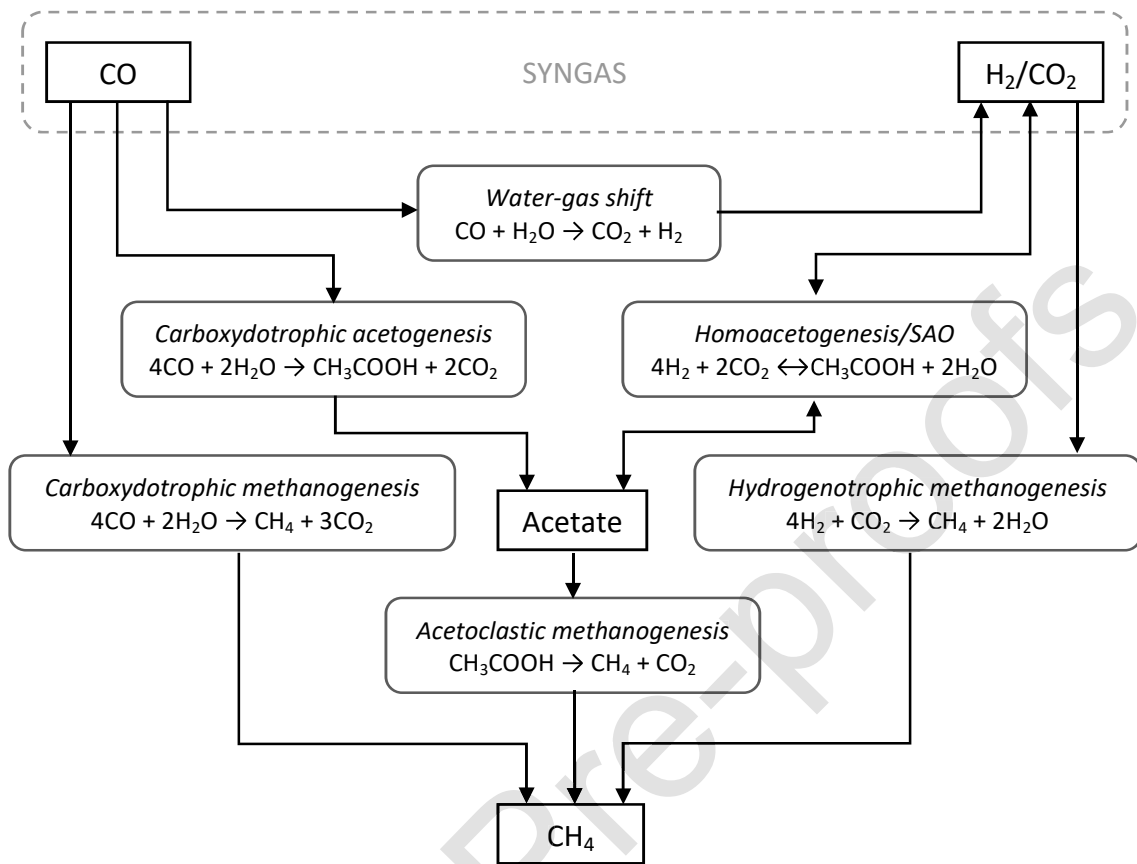 CO
SYNGAS
H₂/CO₂
Water-gas shift
CO + H₂O → CO₂ + H₂
Carboxydotrophic acetogenesis
4CO + 2H₂O → CH₃COOH + 2CO₂
Homoacetogenesis/SAO
4H₂ + 2CO₂ ↔CH₃COOH + 2H₂O
Carboxydotrophic methanogenesis
4CO + 2H₂O → CH₄ + 3CO₂
Acetate
Hydrogenotrophic methanogenesis
4H₂ + CO₂ → CH₄ + 2H₂O
Acetoclastic methanogenesis
CH₃COOH → CH₄ + CO₂
CH₄
Pre-proofs